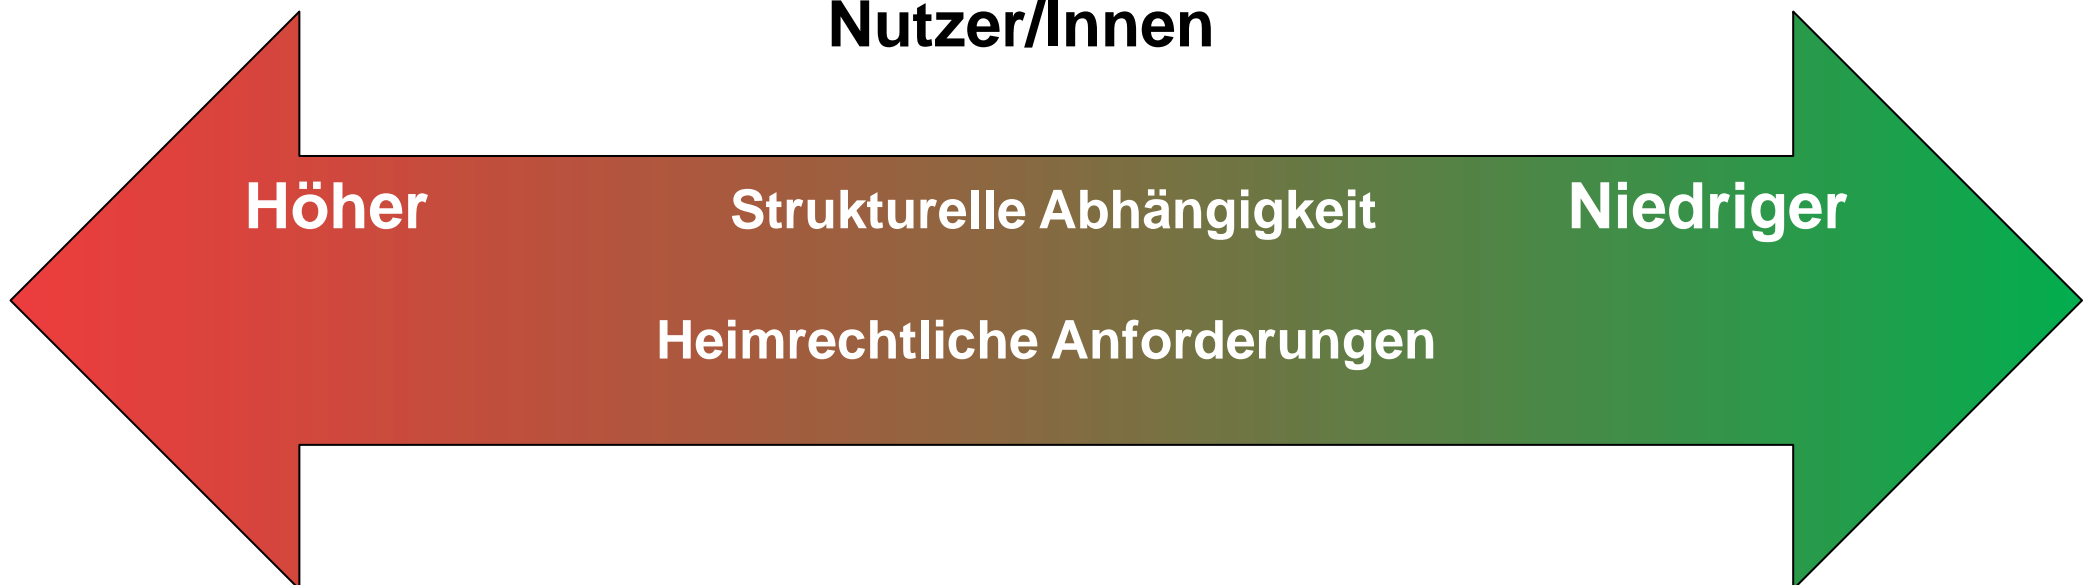 Nutzer/Innen
Höher Strukturelle Abhängigkeit Niedriger
Heimrechtliche Anforderungen